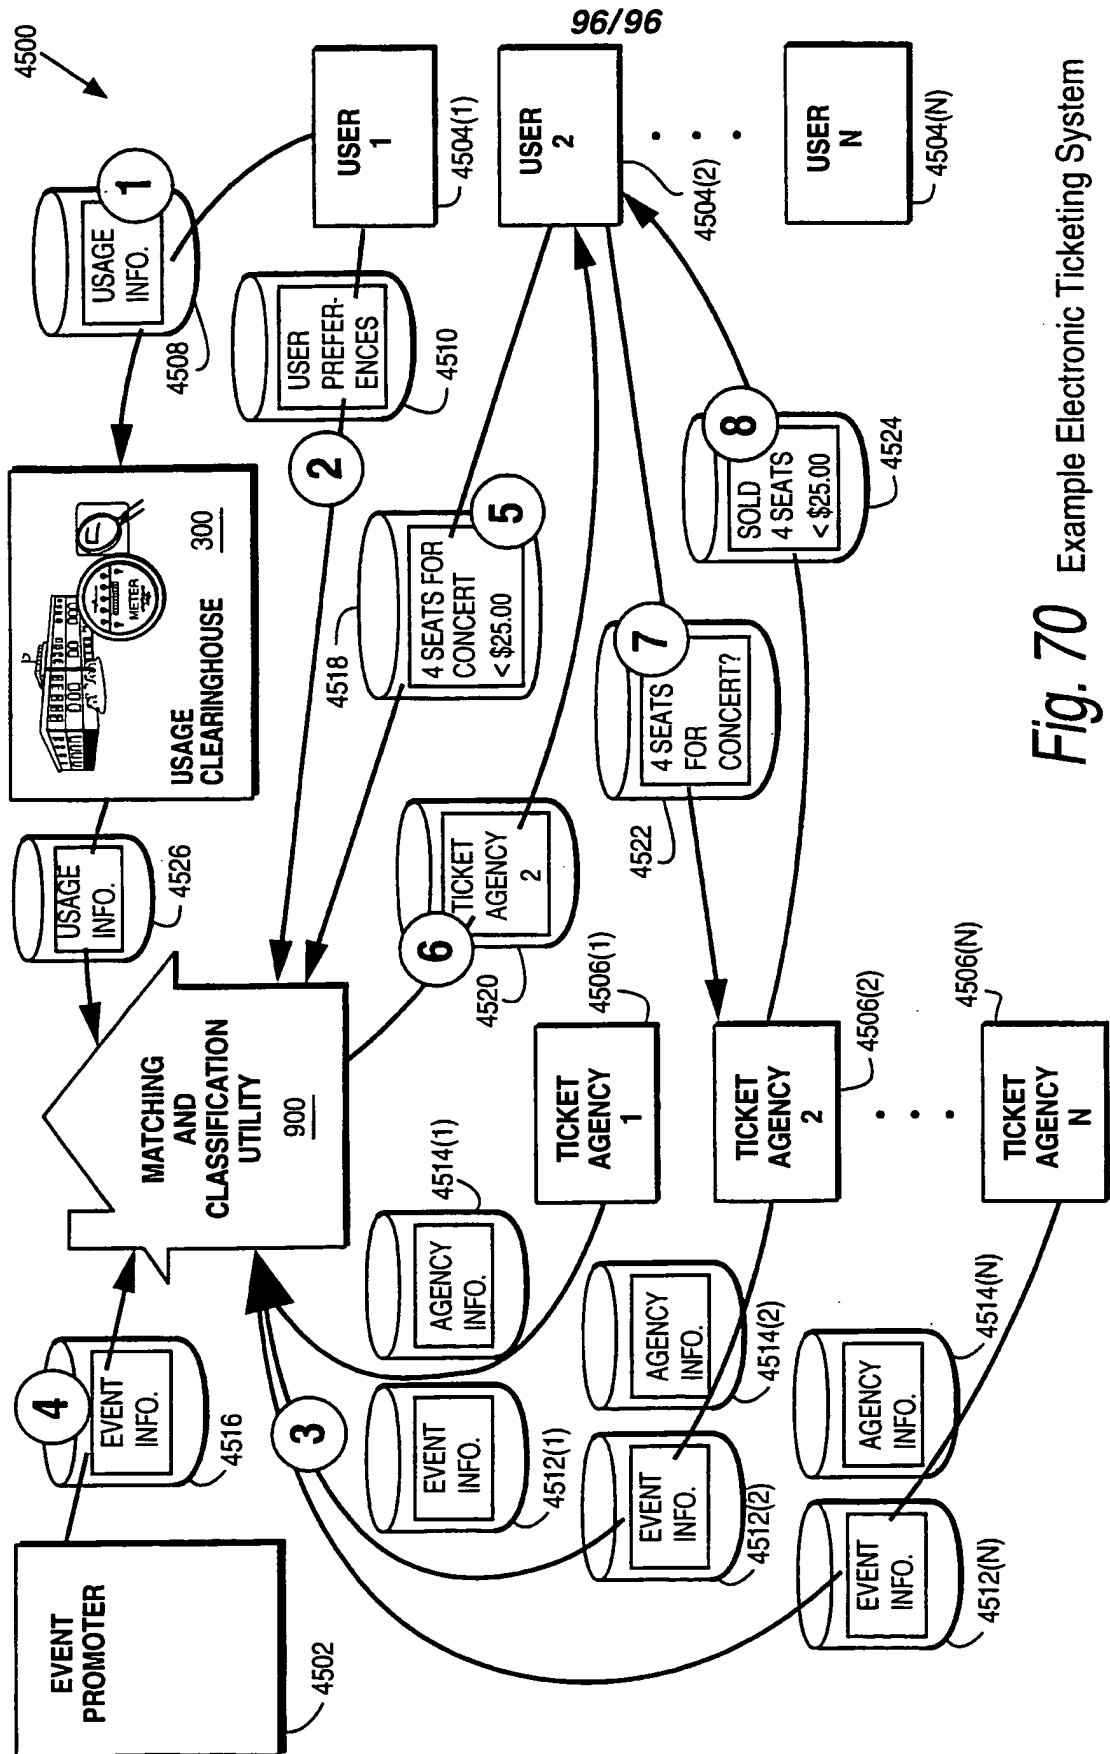 96/96
4500
EVENT
PROMOTER
4502
4
EVENT
INFO.
4516
MATCHING
AND
CLASSIFICATION
UTILITY
900
USAGE
INFO.
4526
METER
300
USAGE
CLEARINGHOUSE
1
USAGE
INFO.
4508
USER
1
4504(1)
2
USER
PREFER-
ENCES
4510
3
EVENT
INFO.
4512(1)
AGENCY
INFO.
4514(1)
TICKET
AGENCY
1
4506(1)
6
TICKET
AGENCY
2
4520
5
4 SEATS FOR
CONCERT
< $25.00
4518
USER
2
4504(2)
EVENT
INFO.
4512(2)
AGENCY
INFO.
4514(2)
TICKET
AGENCY
2
4506(2)
7
4 SEATS
FOR
CONCERT?
4522
8
SOLD
4 SEATS
< $25.00
4524
EVENT
INFO.
4512(N)
AGENCY
INFO.
4514(N)
TICKET
AGENCY
N
4506(N)
USER
N
4504(N)
Fig. 70 Example Electronic Ticketing System